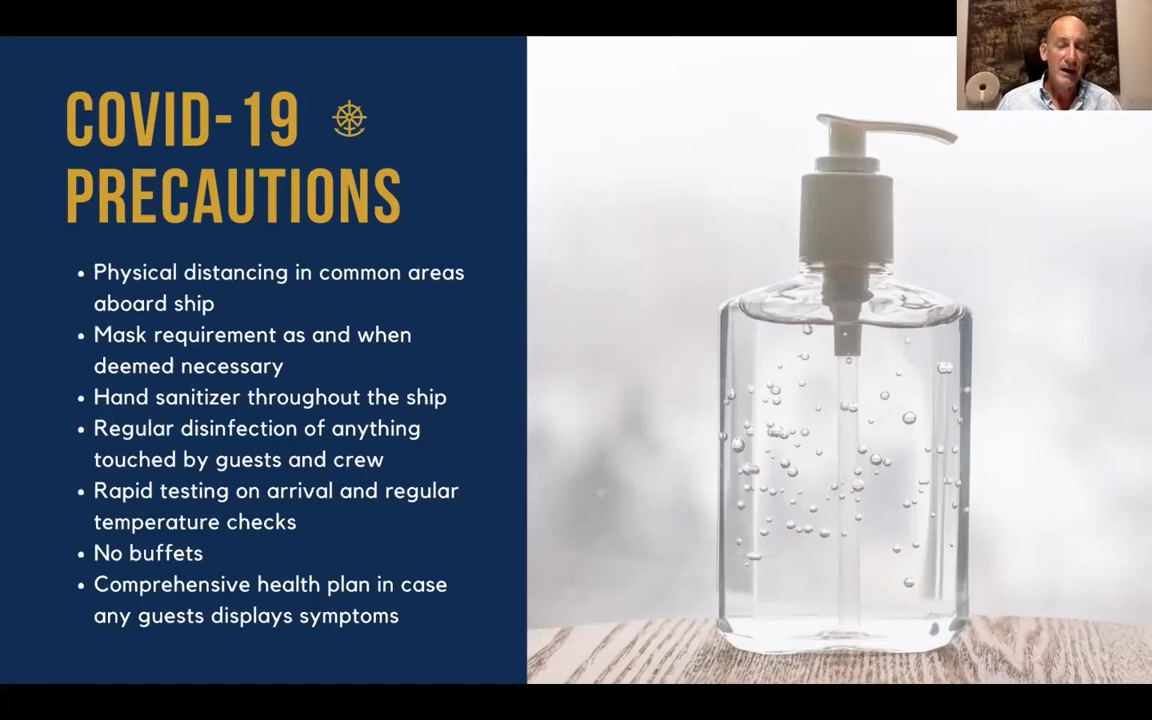 COVID-19
PRECAUTIONS
• Physical distancing in common areas
aboard ship
• Mask requirement as and when
deemed necessary
• Hand sanitizer throughout the ship
• Regular disinfection of anything
touched by guests and crew
• Rapid testing on arrival and regular
temperature checks
• No buffets
• Comprehensive health plan in case
any guests displays symptoms